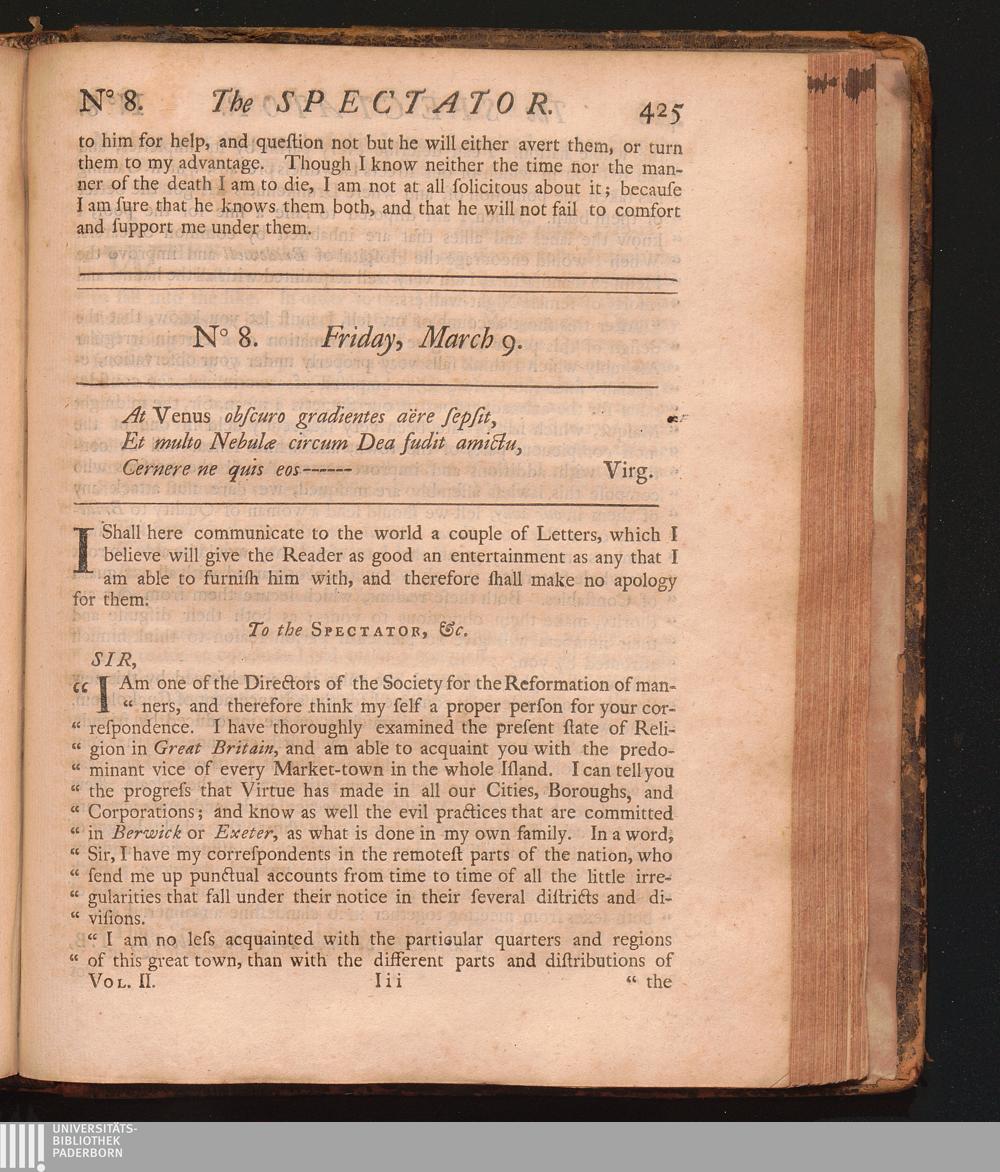 N° 8. The SPECTATOR. 425
to him for help, and queſtion not but he will either avert them, or turn
them to my advantage. Though I know neither the time nor the man-
ner of the death I am to die, I am not at all ſolicitous about it; becauſe
I am ſure that he knows them both, and that he will not fail to comfort
and ſupport me under them.
N° 8. Friday, March 9.
At Venus obſcuro gradientes aëre ſepſit,
Et multo Nebulæ circum Dea fudit amictu,
Cernere ne quis eos------ Virg.
I Shall here communicate to the world a couple of Letters, which I
believe will give the Reader as good an entertainment as any that I
am able to furniſh him with, and therefore ſhall make no apology
for them.
To the SPECTATOR, &c.
SIR,
“ I Am one of the Directors of the Society for the Reformation of man-
“ ners, and therefore think my ſelf a proper perſon for your cor-
“ reſpondence. I have thoroughly examined the preſent ſtate of Reli-
“ gion in Great Britain, and am able to acquaint you with the predo-
“ minant vice of every Market-town in the whole Iſland. I can tell you
“ the progreſs that Virtue has made in all our Cities, Boroughs, and
“ Corporations; and know as well the evil practices that are committed
“ in Berwick or Exeter, as what is done in my own family. In a word,
“ Sir, I have my correſpondents in the remoteſt parts of the nation, who
“ ſend me up punctual accounts from time to time of all the little irre-
“ gularities that fall under their notice in their ſeveral diſtricts and di-
“ viſions.
“ I am no leſs acquainted with the particular quarters and regions
“ of this great town, than with the different parts and diſtributions of
VOL. II. Iii “ the
UNIVERSITÄTS-
BIBLIOTHEK
PADERBORN